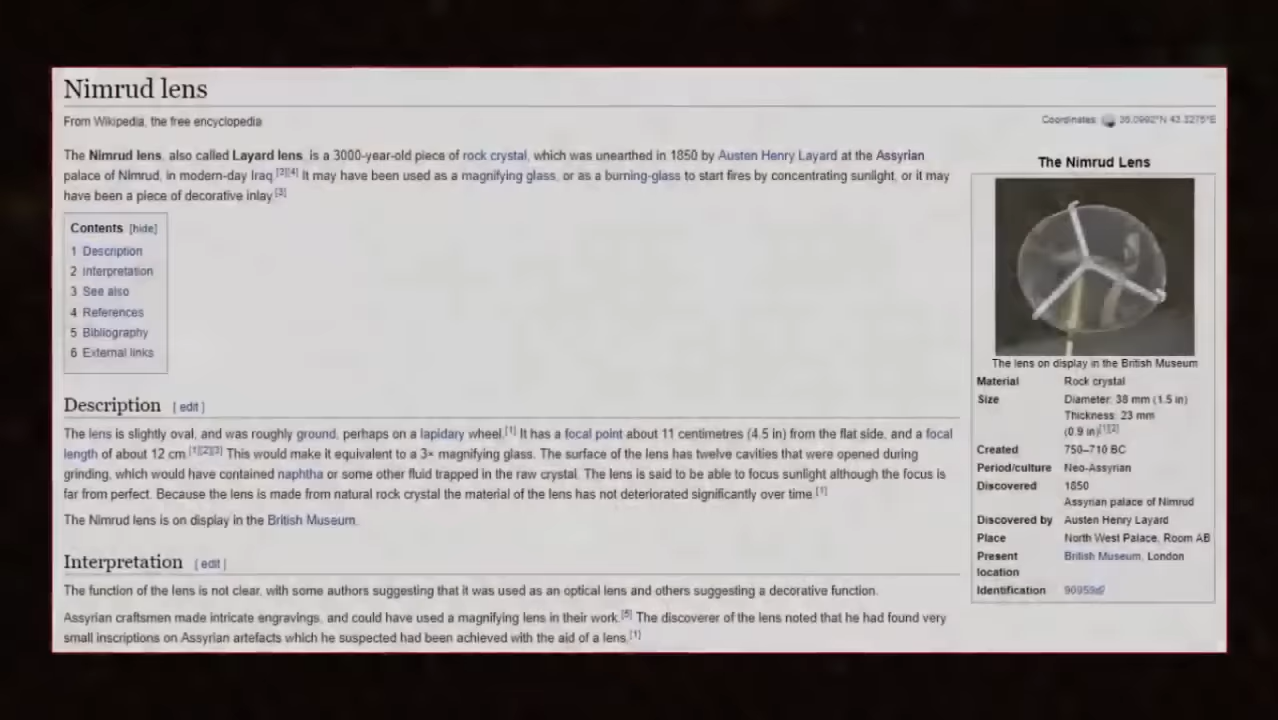 Nimrud lens
From Wikipedia, the free encyclopedia
Coordinates
The Nimrud lens, also called Layard lens, is a 3000-year-old piece of rock crystal, which was unearthed in 1850 by Austen Henry Layard at the Assyrian
palace of Nimrud, in modern-day Iraq.[3][4] It may have been used as a magnifying glass, or as a burning-glass to start fires by concentrating sunlight, or it may
have been a piece of decorative inlay.[3]
Contents [hide]
1 Description
2 Interpretation
3 See also
4 References
5 Bibliography
6 External links
Description [ edit ]
The lens is slightly oval, and was roughly ground, perhaps on a lapidary wheel.[1] It has a focal point about 11 centimetres (4.5 in) from the flat side, and a focal
length of about 12 cm.[1][2][3] This would make it equivalent to a 3× magnifying glass. The surface of the lens has twelve cavities that were opened during
grinding, which would have contained naphtha or some other fluid trapped in the raw crystal. The lens is said to be able to focus sunlight although the focus is
far from perfect. Because the lens is made from natural rock crystal the material of the lens has not deteriorated significantly over time.[1]
The Nimrud lens is on display in the British Museum.
Interpretation [ edit ]
The function of the lens is not clear, with some authors suggesting that it was used as an optical lens and others suggesting a decorative function.
Assyrian craftsmen made intricate engravings, and could have used a magnifying lens in their work.[5] The discoverer of the lens noted that he had found very
small inscriptions on Assyrian artefacts which he suspected had been achieved with the aid of a lens.[1]
The Nimrud Lens
The lens on display in the British Museum
Material Rock crystal
Size Diameter: 38 mm (1.5 in)
Thickness: 23 mm
(0.9 in)[1][2]
Created 750–710 BC
Period/culture Neo-Assyrian
Discovered 1850
Assyrian palace of Nimrud
Discovered by Austen Henry Layard
Place North West Palace, Room AB
Present British Museum, London
location
Identification 90959